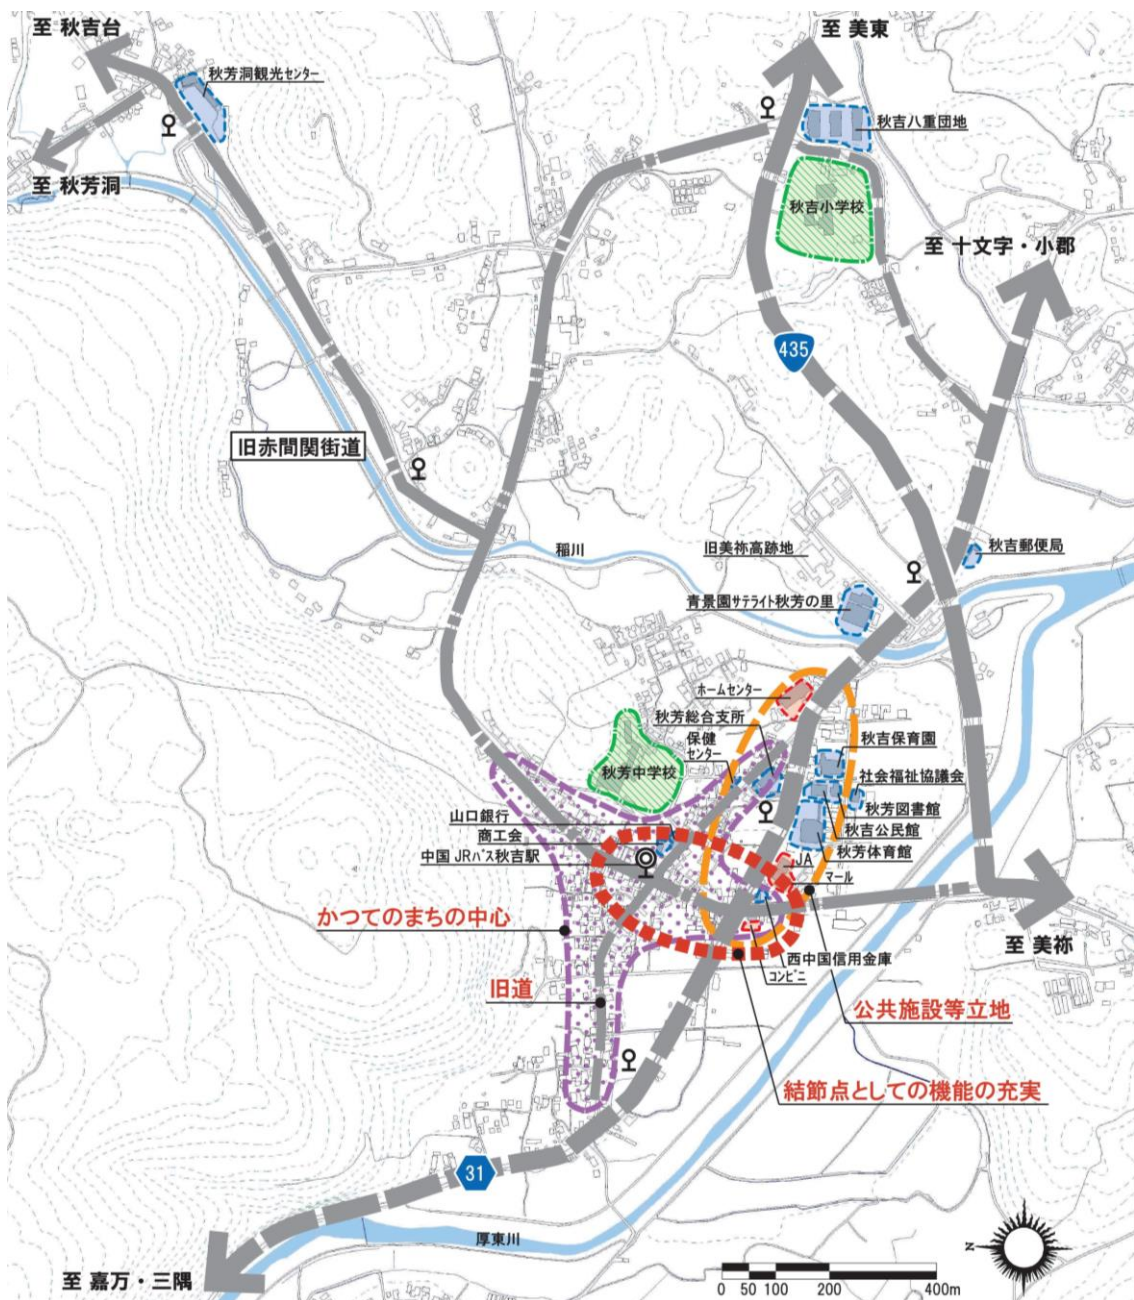 至 秋吉台
至 美東
秋芳洞観光センター
秋吉八重団地
至 秋芳洞
秋吉小学校
至 十文字・小郡
435
旧赤間関街道
稲川
旧美祢高跡地
秋吉郵便局
青景園サテライト秋芳の里
ホームセンター
秋芳総合支所
保健
センター
秋吉保育園
秋芳中学校
社会福祉協議会
秋芳図書館
山口銀行
秋吉公民館
商工会
秋芳体育館
中国JRバス秋吉駅
JA
マール
かつてのまちの中心
至 美祢
西中国信用金庫
コンビニ
旧道
公共施設等立地
結節点としての機能の充実
31
厚東川
至 嘉万・三隅
N
0 50 100 200 400m